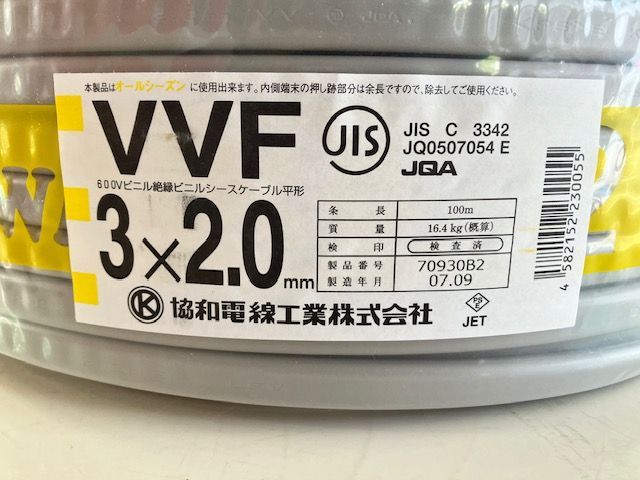 本製品はオールシーズンに使用出来ます。内側端末の押し跡部分は余長ですので、除去してご使用ください。
VVF
JIS
JIS C 3342
JQ0507054 E
JQA
600Vビニル絶縁ビニルシースケーブル平形
3×2.0mm
条長 100m
質量 16.4kg(概算)
検印 検査済
製品番号 70930B2
製造年月 07.09
K 協和電線工業株式会社
PSE
JET
4 582152 230055